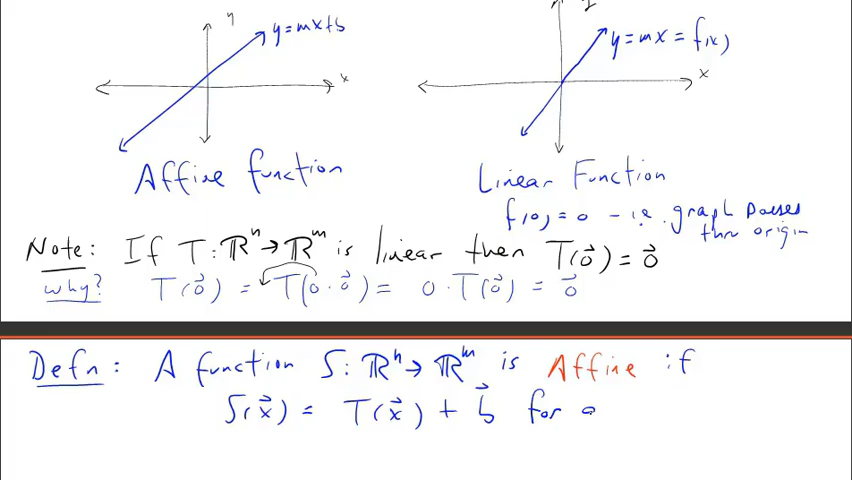 y
y = mx + b
x
Affine function
y = mx = f(x)
x
Linear Function
f(0) = 0 - i.e. graph passes
thru origin
Note: If T: ℝⁿ → ℝᵐ is linear then T(0⃗) = 0⃗
why? T(0⃗) = T(0·0⃗) = 0·T(0⃗) = 0⃗
Defn: A function S: ℝⁿ → ℝᵐ is Affine if
S(x⃗) = T(x⃗) + b⃗ for